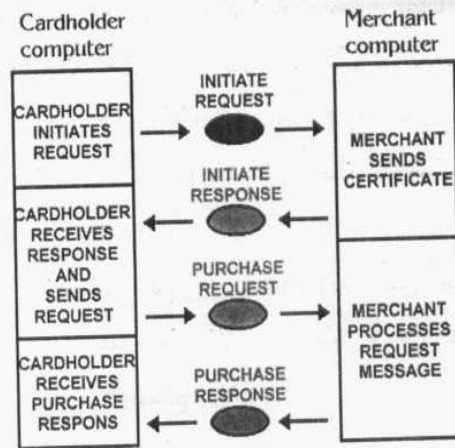 Cardholder
computer
Merchant
computer
CARDHOLDER
INITIATES
REQUEST
INITIATE
REQUEST
MERCHANT
SENDS
CERTIFICATE
INITIATE
RESPONSE
CARDHOLDER
RECEIVES
RESPONSE
AND
SENDS
REQUEST
PURCHASE
REQUEST
MERCHANT
PROCESSES
REQUEST
MESSAGE
CARDHOLDER
RECEIVES
PURCHASE
RESPONS
PURCHASE
RESPONSE